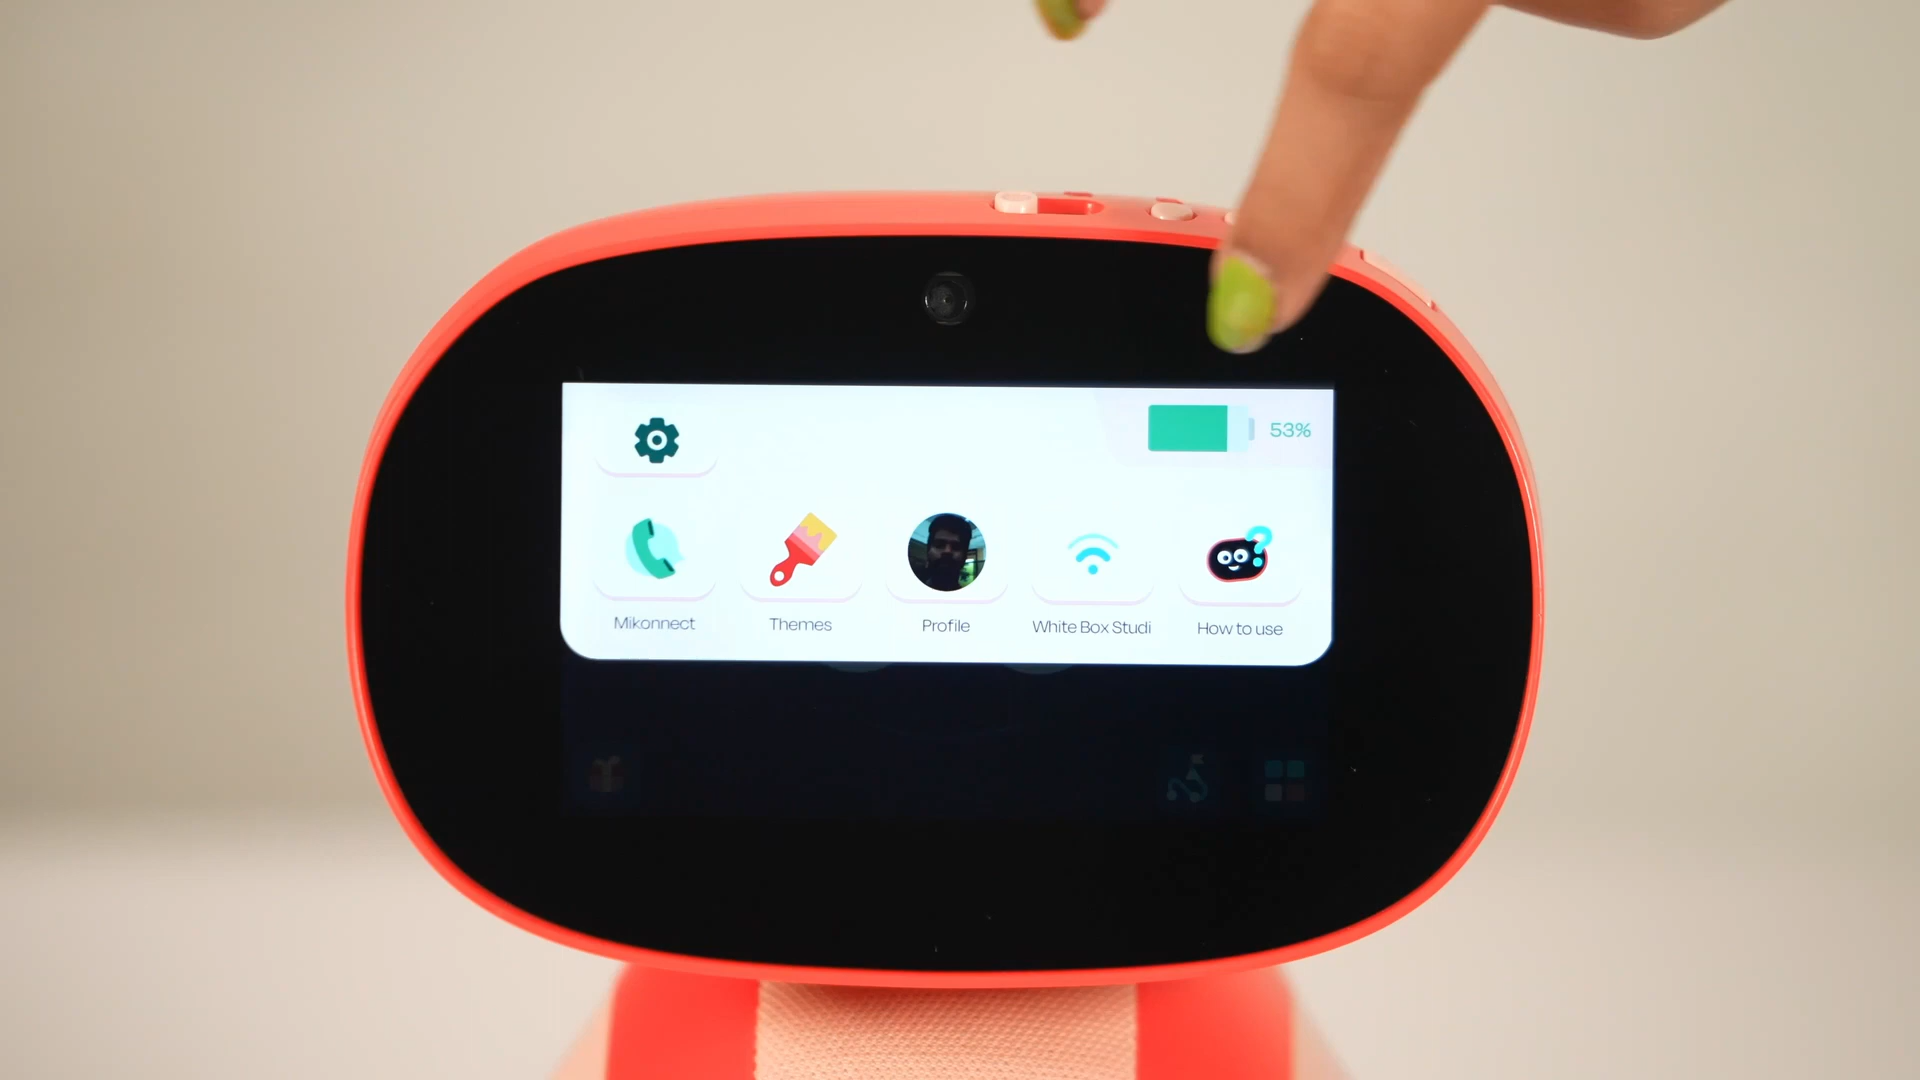 53%
Mikonnect
Themes
Profile
White Box Studi
How to use